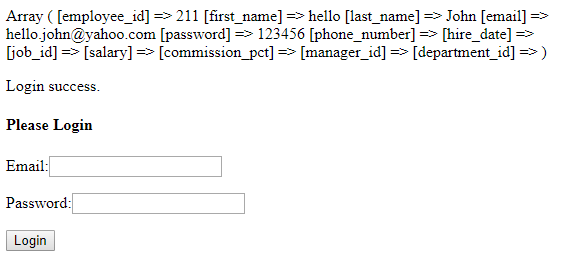 Array ( [employee_id] => 211 [first_name] => hello [last_name] => John [email] =>
hello.john@yahoo.com [password] => 123456 [phone_number] => [hire_date] =>
[job_id] => [salary] => [commission_pct] => [manager_id] => [department_id] => )
Login success.
Please Login
Email:
Password:
Login